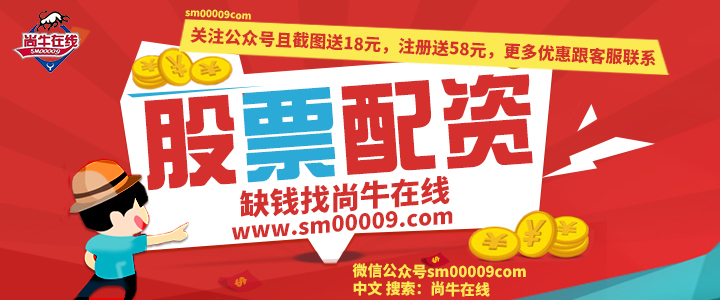 sm00009com
关注公众号且截图送18元，注册送58元，更多优惠跟客服联系
尚牛在线
SM00009.COM
股票配资
缺钱找尚牛在线
www.sm00009.com
微信公众号sm00009com
中文 搜索：尚牛在线